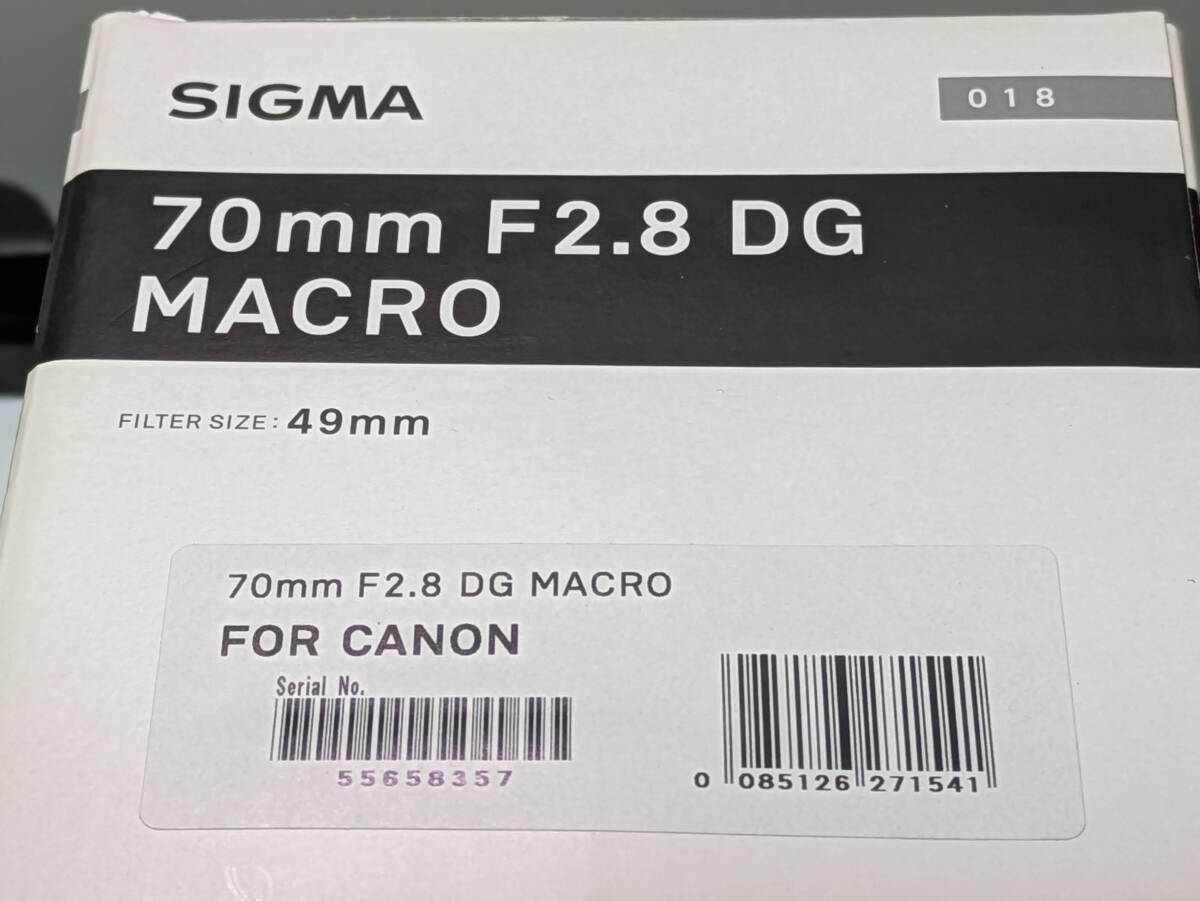 SIGMA
018
70mm F2.8 DG
MACRO
FILTER SIZE: 49mm
70mm F2.8 DG MACRO
FOR CANON
Serial No.
55658357
0 085126 271541